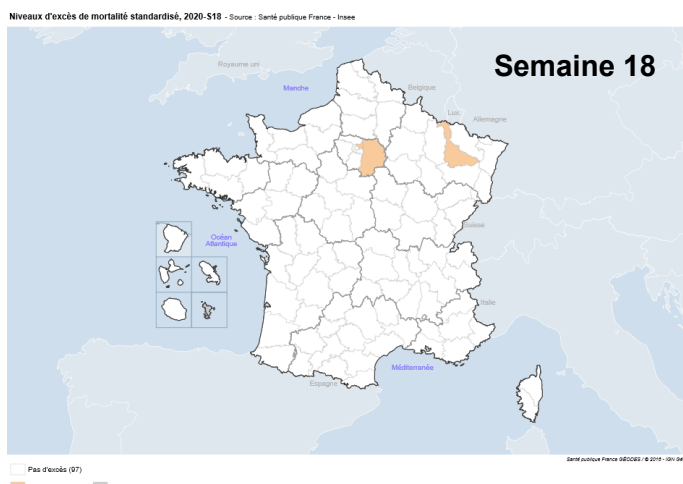 Niveaux d'excès de mortalité standardisé, 2020-S18 - Source : Santé publique France - Insee
Semaine 18
Royaume uni
Manche
Belgique
Lux.
Allemagne
Océan
Atlantique
Suisse
Italie
Méditerranée
Espagne
Santé publique France GÉODES / © 2016 - IGN Gé
Pas d'excès (97)